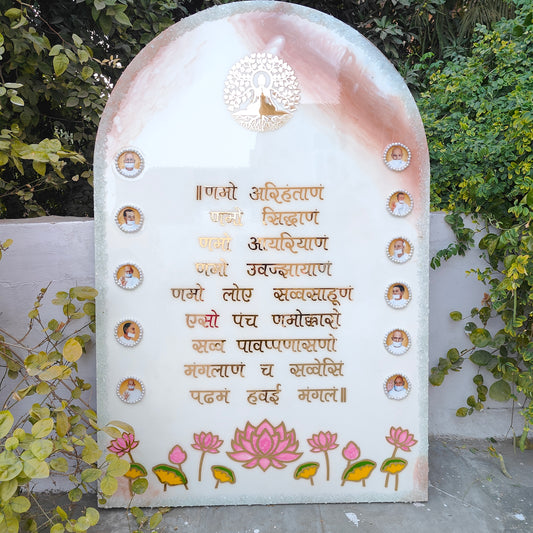 ॥णमो अरिहंताणं
णमो सिद्धाणं
णमो आयरियाणं
णमो उवज्झायाणं
णमो लोए सव्वसाहूणं
एसो पंच णमोक्कारो
सव्व पावप्पणासणो
मंगलाणं च सव्वेसिं
पढमं हवई मंगलं॥